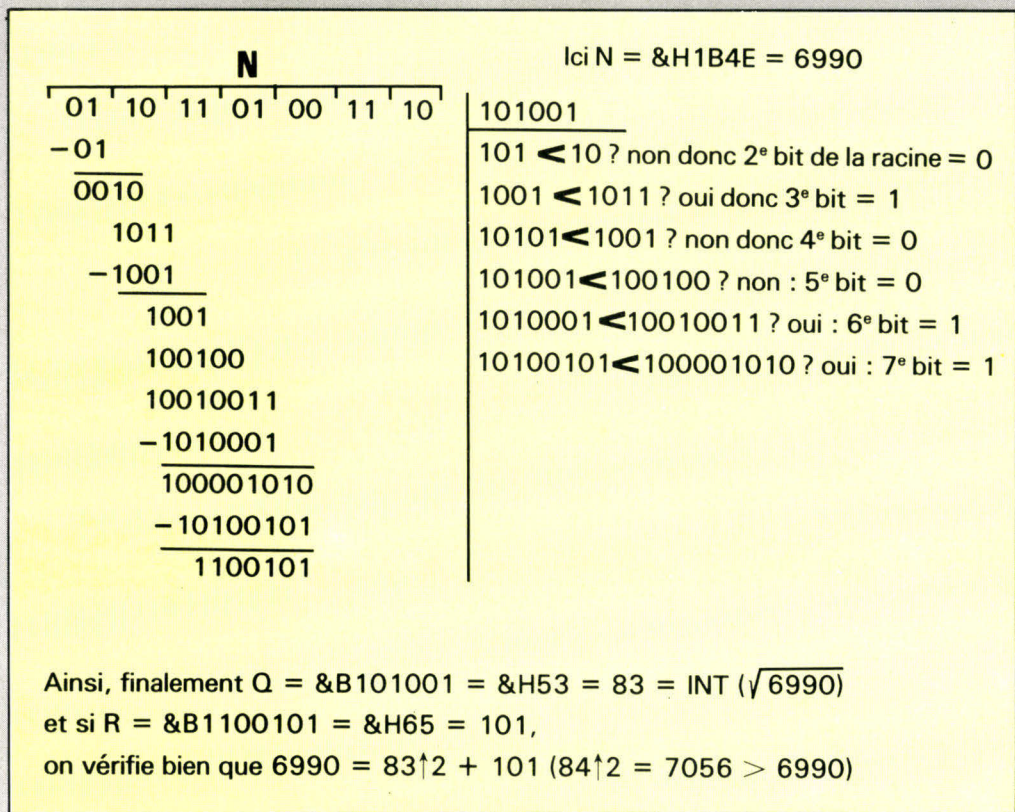 N
Ici N = &H1B4E = 6990
01 10 11 01 00 11 10
101001
−01
101 < 10 ? non donc 2e bit de la racine = 0
0010
1001 < 1011 ? oui donc 3e bit = 1
1011
10101 < 1001 ? non donc 4e bit = 0
−1001
101001 < 100100 ? non : 5e bit = 0
1001
1010001 < 10010011 ? oui : 6e bit = 1
100100
10100101 < 100001010 ? oui : 7e bit = 1
10010011
−1010001
100001010
−10100101
1100101
Ainsi, finalement Q = &B101001 = &H53 = 83 = INT (√6990)
et si R = &B1100101 = &H65 = 101,
on vérifie bien que 6990 = 83↑2 + 101 (84↑2 = 7056 > 6990)